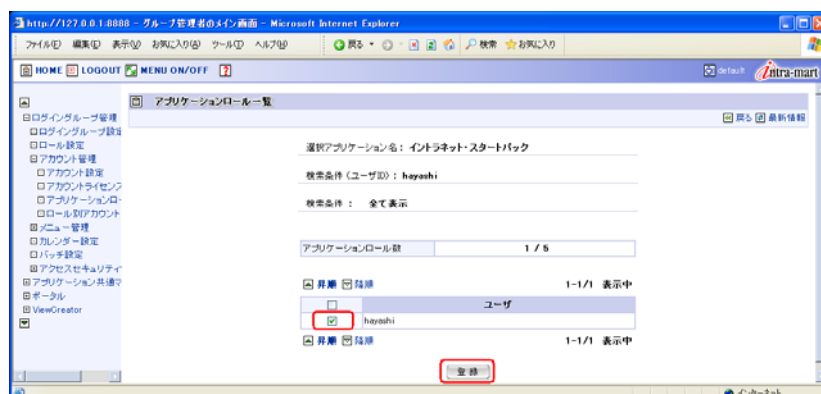 http://127.0.0.1:8888 - グループ管理者のメイン画面 - Microsoft Internet Explorer
ファイル(F) 編集(E) 表示(V) お気に入り(A) ツール(T) ヘルプ(H) 戻る 検索 お気に入り
HOME LOGOUT MENU ON/OFF ? default intra-mart
アプリケーションロール一覧
戻る 最新情報
ログイングループ管理
ログイングループ設定
ロール設定
アカウント管理
アカウント設定
アカウントライセンス
アプリケーションロー
ロール別アカウント
メニュー管理
カレンダー設定
バッチ設定
アクセスセキュリティ
アプリケーション共通マ
ポータル
ViewCreator
選択アプリケーション名: イントラネット・スタートパック
検索条件(ユーザID): hayashi
検索条件 : 全て表示
アプリケーションロール数 1 / 5
昇順 降順 1-1/1 表示中
ユーザ
hayashi
昇順 降順 1-1/1 表示中
登録
インターネット